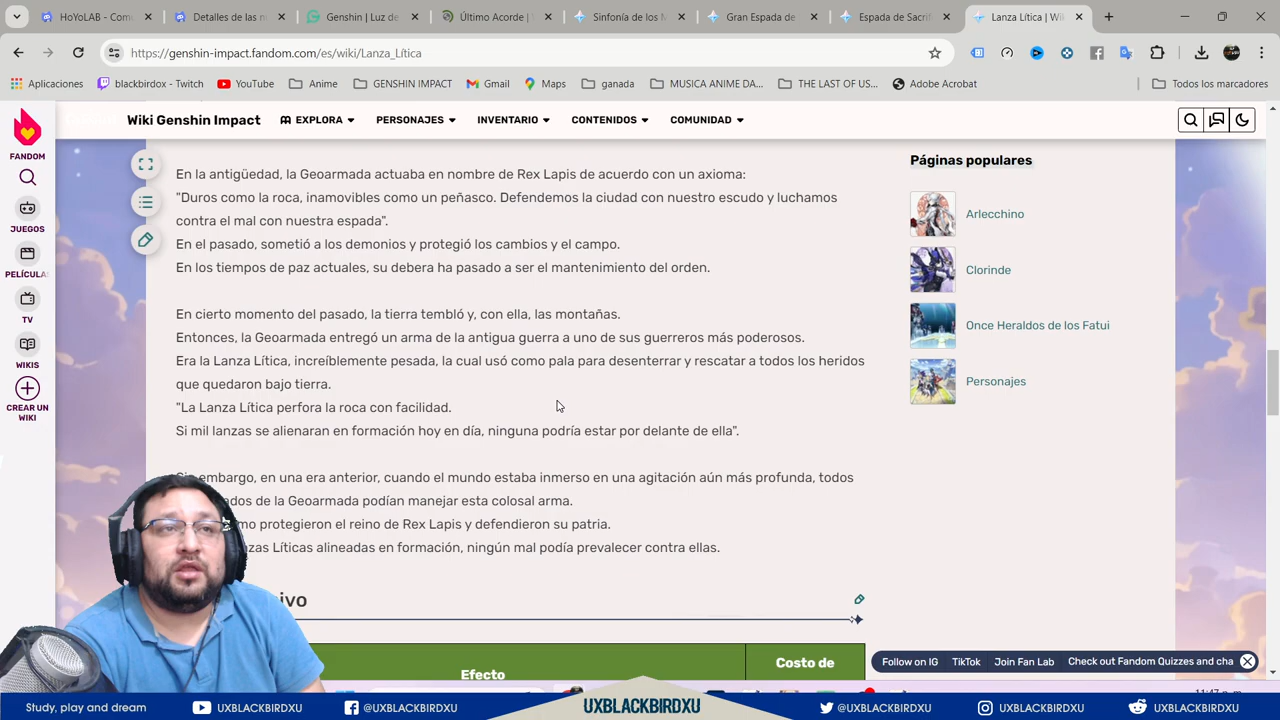 HoYoLAB - Com
Detalles de las n
Genshin | Luz de
Último Acorde |
Sinfonía de los M
Gran Espada de
Espada de Sacrif
Lanza Lítica | Wik
https://genshin-impact.fandom.com/es/wiki/Lanza_Lítica
Aplicaciones
blackbirdox - Twitch
YouTube
Anime
GENSHIN IMPACT
Gmail
Maps
ganada
MUSICA ANIME DA...
THE LAST OF US...
Adobe Acrobat
Todos los marcadores
FANDOM
JUEGOS
PELÍCULA
TV
WIKIS
CREAR UN
WIKI
Wiki Genshin Impact
EXPLORA
PERSONAJES
INVENTARIO
CONTENIDOS
COMUNIDAD
En la antigüedad, la Geoarmada actuaba en nombre de Rex Lapis de acuerdo con un axioma:
"Duros como la roca, inamovibles como un peñasco. Defendemos la ciudad con nuestro escudo y luchamos
contra el mal con nuestra espada".
En el pasado, sometió a los demonios y protegió los cambios y el campo.
En los tiempos de paz actuales, su debera ha pasado a ser el mantenimiento del orden.
En cierto momento del pasado, la tierra tembló y, con ella, las montañas.
Entonces, la Geoarmada entregó un arma de la antigua guerra a uno de sus guerreros más poderosos.
Era la Lanza Lítica, increíblemente pesada, la cual usó como pala para desenterrar y rescatar a todos los heridos
que quedaron bajo tierra.
"La Lanza Lítica perfora la roca con facilidad.
Si mil lanzas se alienaran en formación hoy en día, ninguna podría estar por delante de ella".
embargo, en una era anterior, cuando el mundo estaba inmerso en una agitación aún más profunda, todos
ados de la Geoarmada podían manejar esta colosal arma.
mo protegieron el reino de Rex Lapis y defendieron su patria.
nzas Líticas alineadas en formación, ningún mal podía prevalecer contra ellas.
ivo
Efecto
Costo de
Páginas populares
Arlecchino
Clorinde
Once Heraldos de los Fatui
Personajes
Follow on IG
TikTok
Join Fan Lab
Check out Fandom Quizzes and cha
Study, play and dream
UXBLACKBIRDXU
@UXBLACKBIRDXU
UXBLACKBIRDXU
@UXBLACKBIRDXU
UXBLACKBIRDXU
UXBLACKBIRDXU